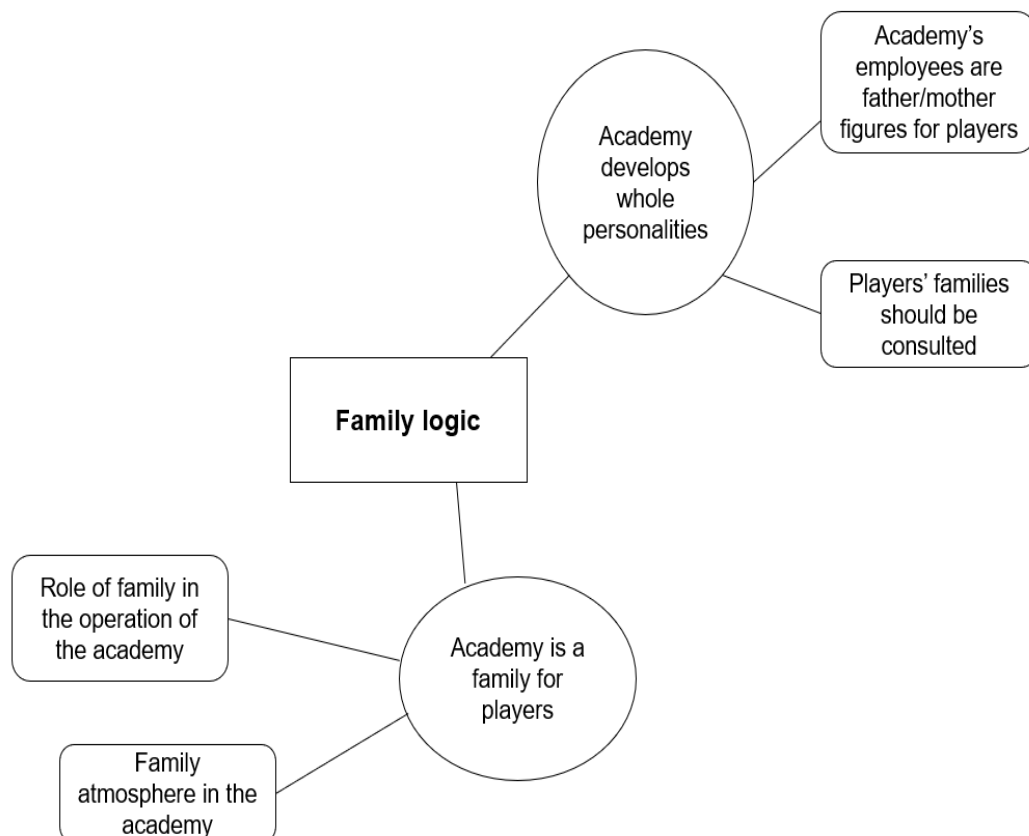 Academy’s
employees are
father/mother
figures for players
Academy
develops
whole
personalities
Players’ families
should be
consulted
Family logic
Role of family in
the operation of
the academy
Academy is a
family for
players
Family
atmosphere in the
academy